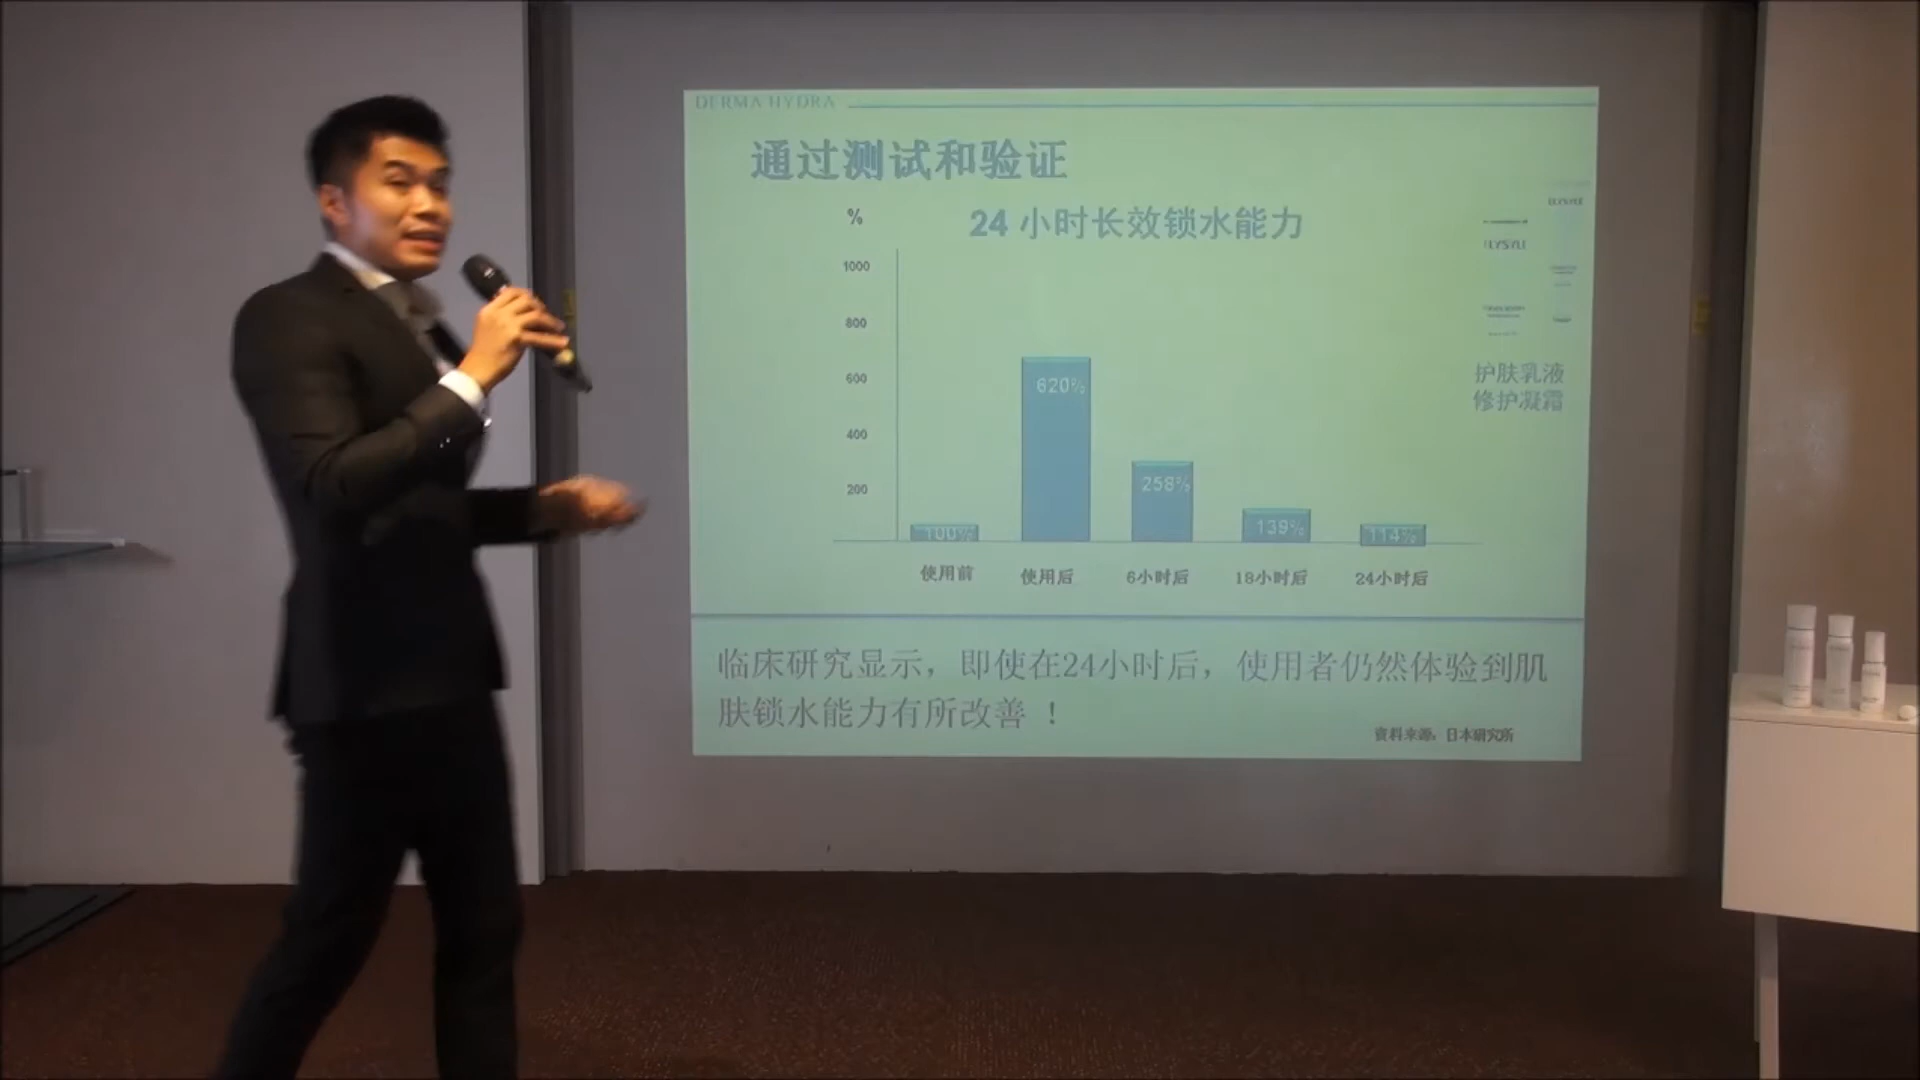 DERMA HYDRA
通过测试和验证
%
24 小时长效锁水能力
1000
800
600
400
200
100%
620%
258%
139%
114%
使用前
使用后
6小时后
18小时后
24小时后
护肤乳液
修护凝霜
临床研究显示，即使在24小时后，使用者仍然体验到肌
肤锁水能力有所改善 ！
资料来源：日本研究所